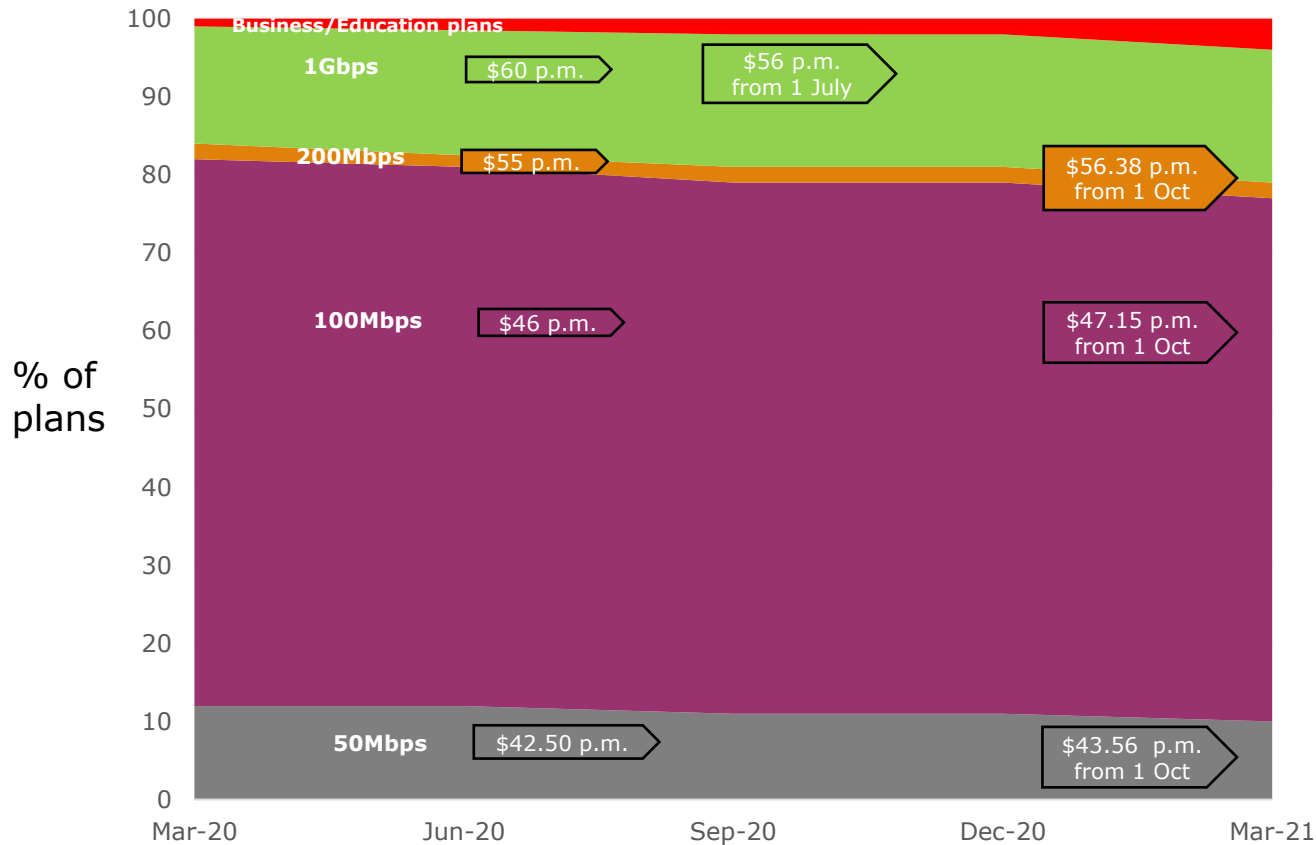 100
Business/Education plans
1Gbps
$60 p.m.
$56 p.m.
from 1 July
90
200Mbps
$55 p.m.
$56.38 p.m.
from 1 Oct
80
70
100Mbps
$46 p.m.
$47.15 p.m.
from 1 Oct
60
% of
plans
50
40
30
20
10
50Mbps
$42.50 p.m.
$43.56 p.m.
from 1 Oct
0
Mar-20
Jun-20
Sep-20
Dec-20
Mar-21